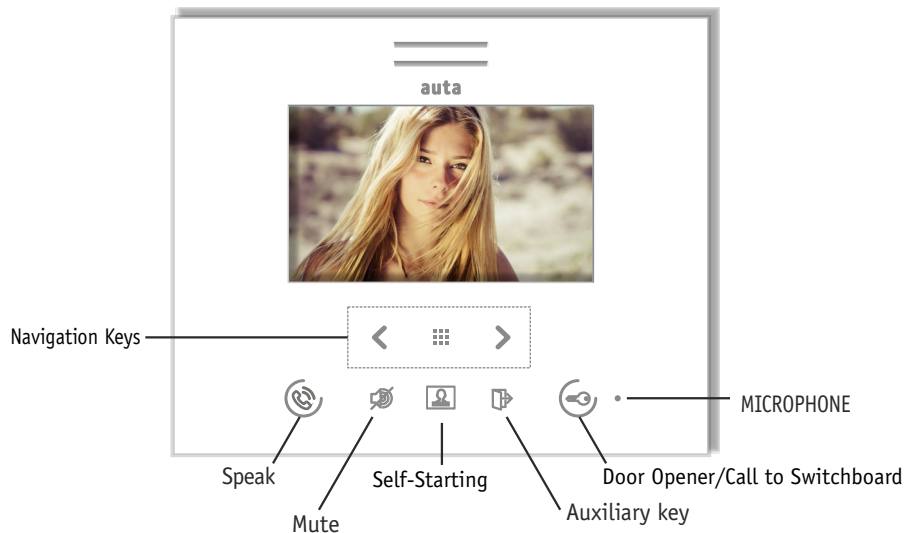 auta
Navigation Keys
MICROPHONE
Speak
Self-Starting
Door Opener/Call to Switchboard
Mute
Auxiliary key